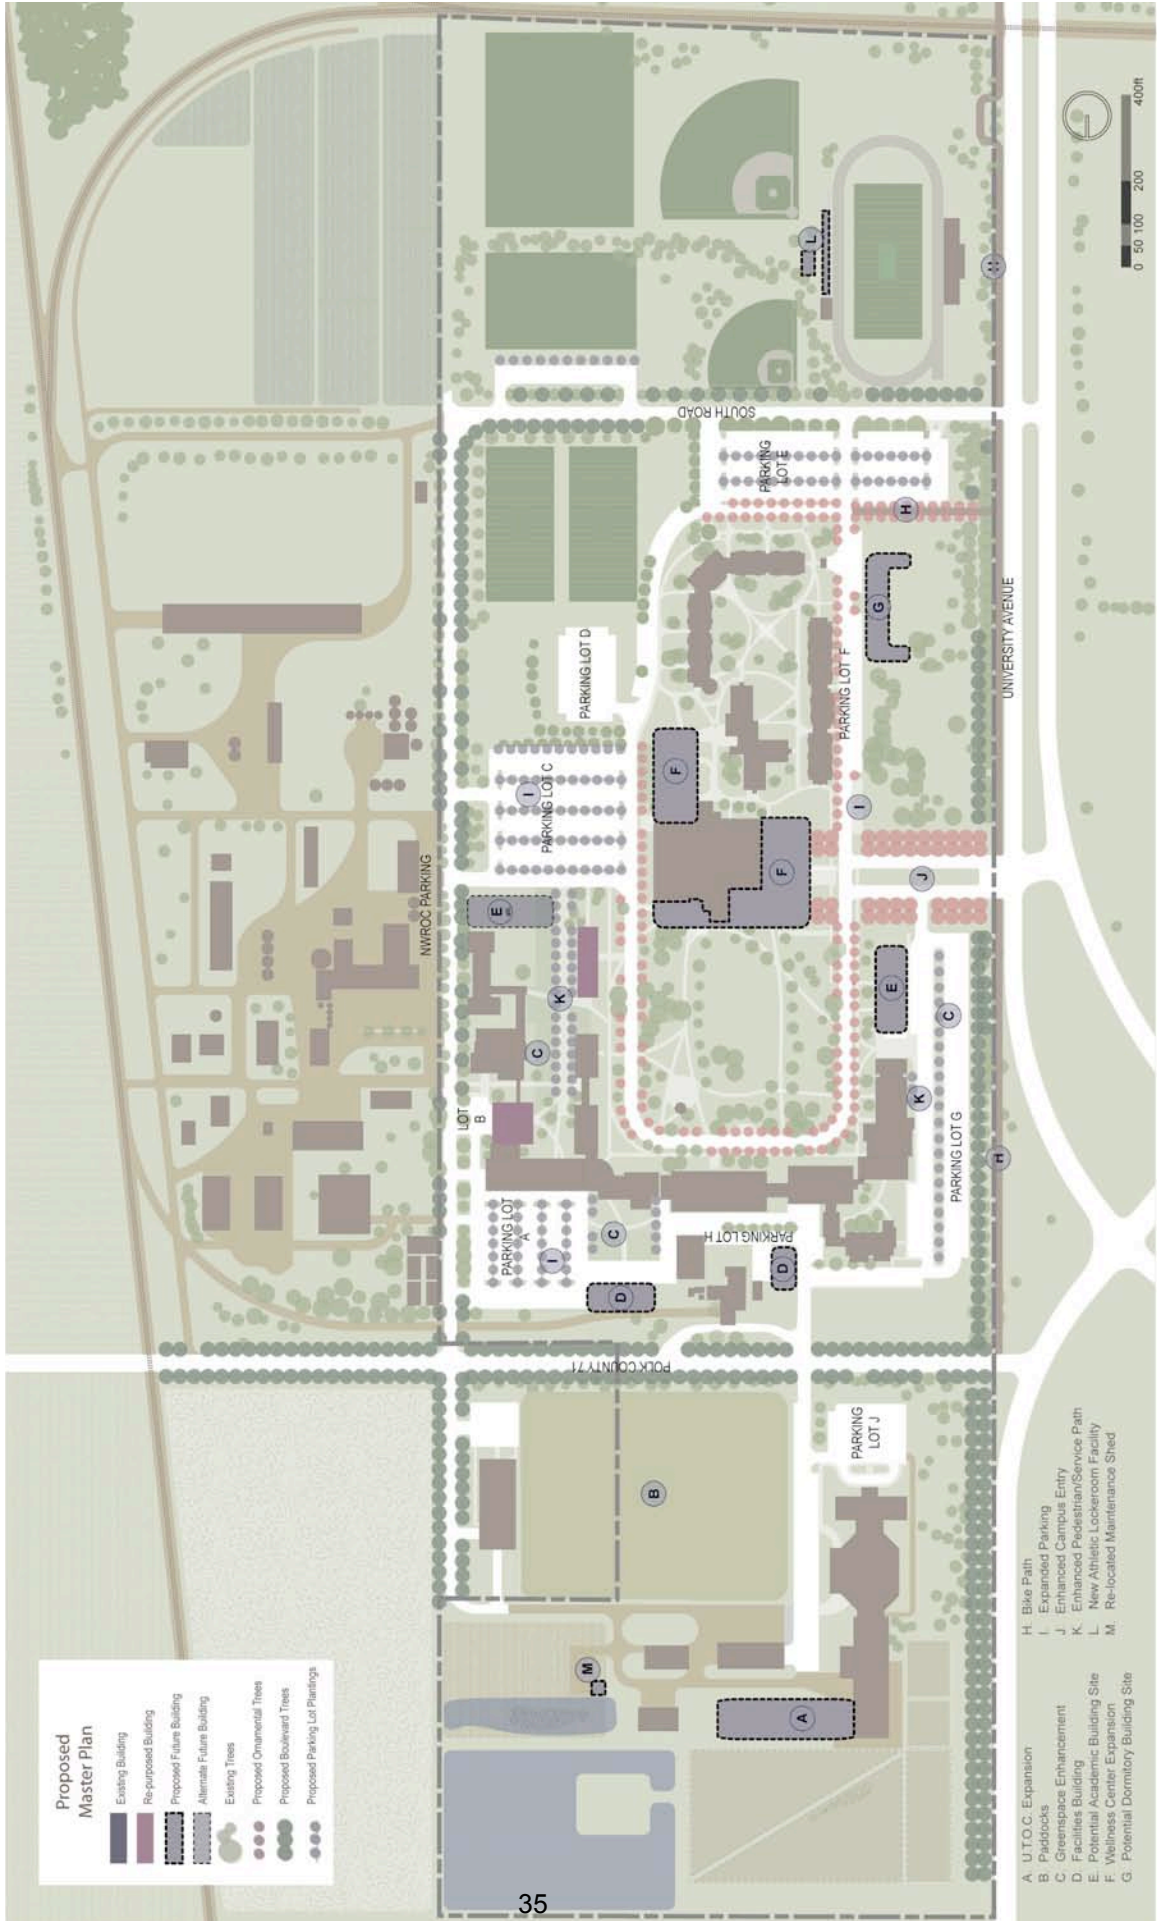 Proposed
Master Plan
Existing Building
Re-purposed Building
Proposed Future Building
Alternate Future Building
Existing Trees
Proposed Ornamental Trees
Proposed Boulevard Trees
Proposed Parking Lot Plantings
A. U.T.O.C. Expansion
B. Paddocks
C. Greenspace Enhancement
D. Facilities Building
E. Potential Academic Building Site
F. Wellness Center Expansion
G. Potential Dormitory Building Site
H. Bike Path
I. Expanded Parking
J. Enhanced Campus Entry
K. Enhanced Pedestrian/Service Path
L. New Athletic Lockeroom Facility
M. Re-located Maintenance Shed
M
A
B
POLK COUNTY 71
PARKING
LOT J
PARKING LOT
A
I
C
D
D
PARKING LOT H
LOT
B
C
K
E
NWROC PARKING
PARKING LOT G
K
C
E
H
J
F
F
I
PARKING LOT C
I
PARKING LOT D
PARKING LOT F
G
H
UNIVERSITY AVENUE
PARKING
LOT E
SOUTH ROAD
L
H
0 50 100 200 400ft
35